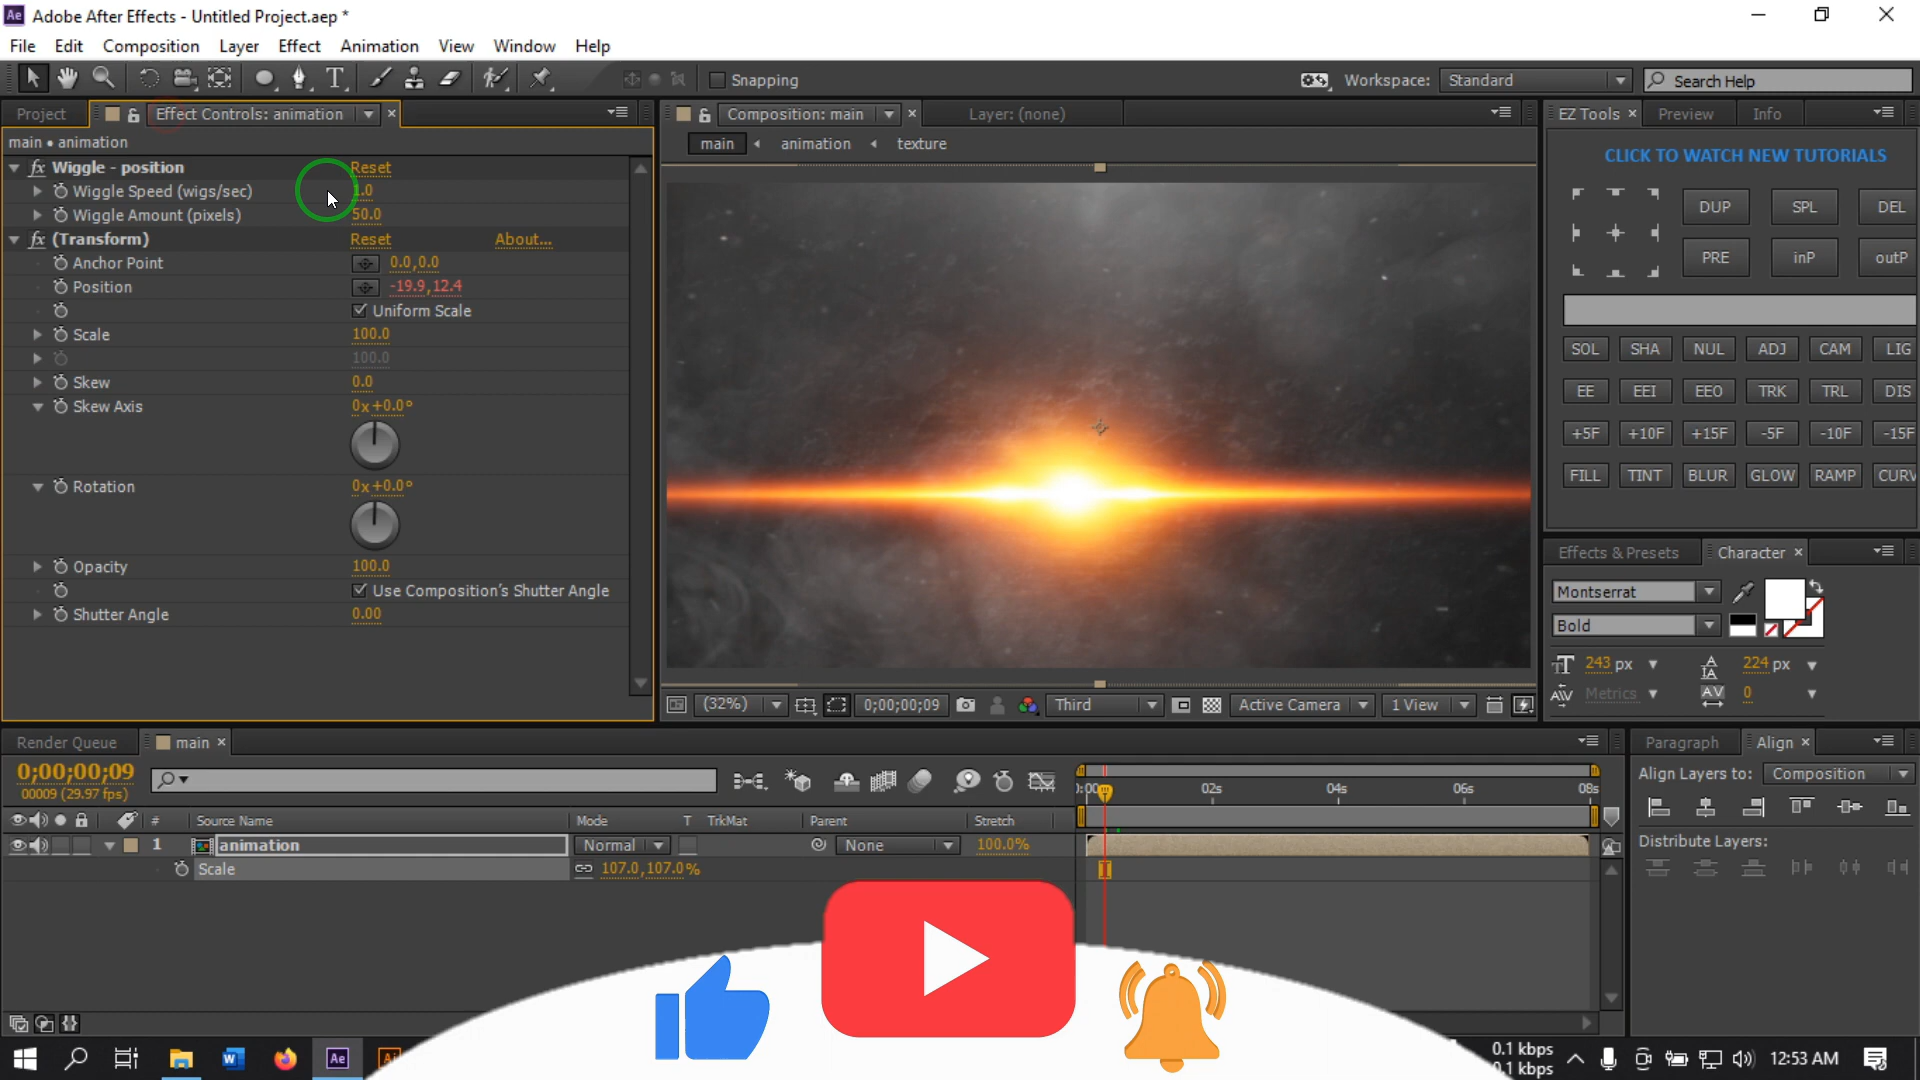 Ae Adobe After Effects - Untitled Project.aep *
File Edit Composition Layer Effect Animation View Window Help
T Snapping Workspace: Standard Search Help
Project Effect Controls: animation × Composition: main × Layer: (none) EZ Tools × Preview Info
main • animation
main animation texture
CLICK TO WATCH NEW TUTORIALS
fx Wiggle - position Reset
Wiggle Speed (wigs/sec) 1.0
Wiggle Amount (pixels) 50.0
fx (Transform) Reset About...
Anchor Point 0.0,0.0
Position -19.9,12.4
Uniform Scale
Scale 100.0
100.0
Skew 0.0
Skew Axis 0x+0.0°
Rotation 0x+0.0°
Opacity 100.0
Use Composition's Shutter Angle
Shutter Angle 0.00
DUP SPL DEL
PRE inP outP
SOL SHA NUL ADJ CAM LIG
EE EEI EEO TRK TRL DIS
+5F +10F +15F -5F -10F -15F
FILL TINT BLUR GLOW RAMP CURV
Effects & Presets Character ×
Montserrat
Bold
243 px 224 px
Metrics 0
(32%) 0;00;00;09 Third Active Camera 1 View
Render Queue main ×
0;00;00;09
00009 (29.97 fps)
):00 02s 04s 06s 08s
# Source Name Mode T TrkMat Parent Stretch
1 animation Normal None 100.0%
Scale 107.0,107.0%
Paragraph Align ×
Align Layers to: Composition
Distribute Layers:
Ae
0.1 kbps
0.1 kbps
12:53 AM